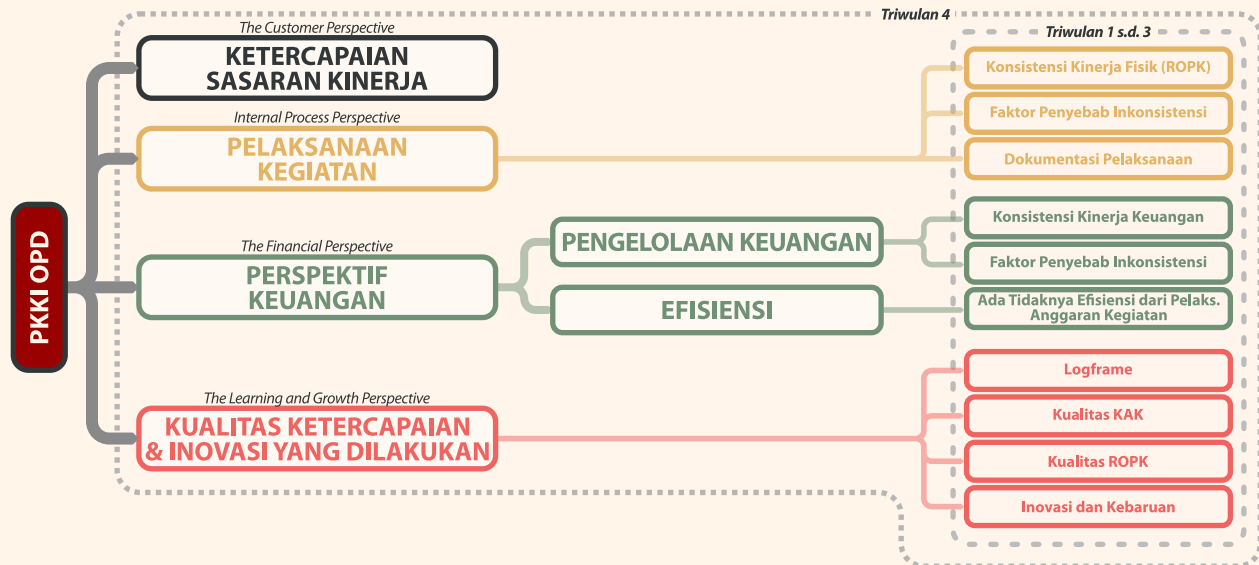 Triwulan 4
Triwulan 1 s.d. 3
PKKI OPD
The Customer Perspective
KETERCAPAIAN
SASARAN KINERJA
Internal Process Perspective
PELAKSANAAN
KEGIATAN
Konsistensi Kinerja Fisik (ROPK)
Faktor Penyebab Inkonsistensi
Dokumentasi Pelaksanaan
The Financial Perspective
PERSPEKTIF
KEUANGAN
PENGELOLAAN KEUANGAN
Konsistensi Kinerja Keuangan
Faktor Penyebab Inkonsistensi
EFISIENSI
Ada Tidaknya Efisiensi dari Pelaks.
Anggaran Kegiatan
The Learning and Growth Perspective
KUALITAS KETERCAPAIAN
& INOVASI YANG DILAKUKAN
Logframe
Kualitas KAK
Kualitas ROPK
Inovasi dan Kebaruan